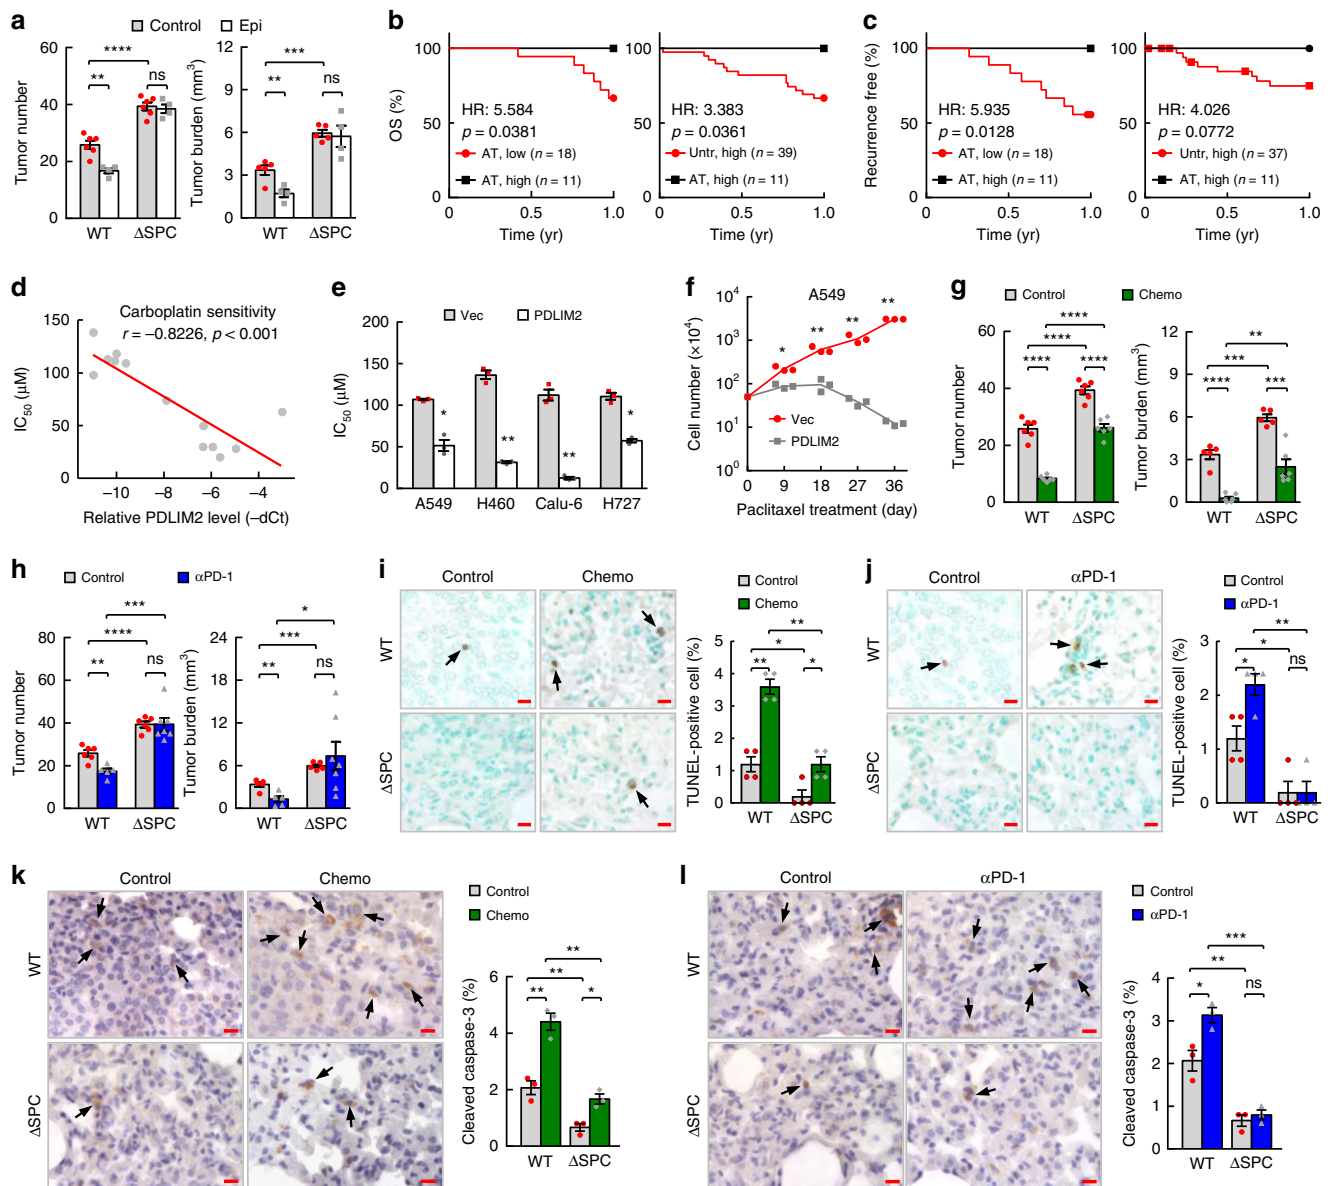 a
Control
Epi
Tumor number
60
40
20
0
****
**
ns
WT
ΔSPC
Tumor burden (mm³)
12
9
6
3
0
***
**
ns
WT
ΔSPC
b
OS (%)
100
50
0
HR: 5.584
p = 0.0381
AT, low (n = 18)
AT, high (n = 11)
0
0.5
1.0
Time (yr)
100
50
0
HR: 3.383
p = 0.0361
Untr, high (n = 39)
AT, high (n = 11)
0
0.5
1.0
Time (yr)
c
Recurrence free (%)
100
50
0
HR: 5.935
p = 0.0128
AT, low (n = 18)
AT, high (n = 11)
0
0.5
1.0
Time (yr)
100
50
0
HR: 4.026
p = 0.0772
Untr, high (n = 37)
AT, high (n = 11)
0
0.5
1.0
Time (yr)
d
Carboplatin sensitivity
r = –0.8226, p < 0.001
IC₅₀ (μM)
150
100
50
0
–10
–8
–6
–4
Relative PDLIM2 level (–dCt)
e
Vec
PDLIM2
IC₅₀ (μM)
200
150
100
50
0
*
**
**
*
A549
H460
Calu-6
H727
f
A549
Cell number (×10⁴)
10⁴
10³
10²
10¹
10⁰
*
**
**
**
Vec
PDLIM2
0
9
18
27
36
Paclitaxel treatment (day)
g
Control
Chemo
Tumor number
60
40
20
0
****
****
****
****
WT
ΔSPC
Tumor burden (mm³)
12
9
6
3
0
**
***
****
***
WT
ΔSPC
h
Control
αPD-1
Tumor number
80
60
40
20
0
***
****
**
ns
WT
ΔSPC
Tumor burden (mm³)
24
18
12
6
0
*
***
**
ns
WT
ΔSPC
i
Control
Chemo
WT
ΔSPC
Control
Chemo
TUNEL-positive cell (%)
5
4
3
2
1
0
**
*
**
*
WT
ΔSPC
j
Control
αPD-1
WT
ΔSPC
Control
αPD-1
TUNEL-positive cell (%)
3
2
1
0
**
*
*
ns
WT
ΔSPC
k
Control
Chemo
WT
ΔSPC
Control
Chemo
Cleaved caspase-3 (%)
6
4
2
0
**
**
**
*
WT
ΔSPC
l
Control
αPD-1
WT
ΔSPC
Control
αPD-1
Cleaved caspase-3 (%)
4
3
2
1
0
***
**
*
ns
WT
ΔSPC